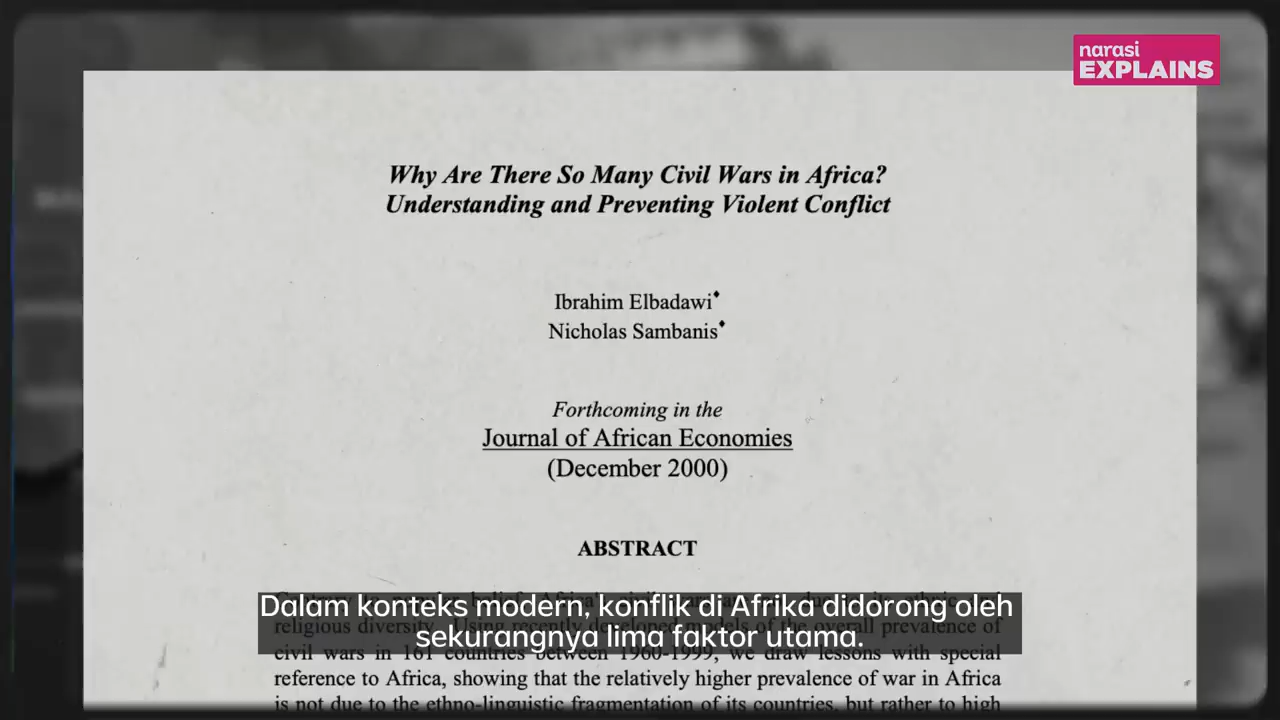 narasi
EXPLAINS
Why Are There So Many Civil Wars in Africa?
Understanding and Preventing Violent Conflict
Ibrahim Elbadawi♦
Nicholas Sambanis♦
Forthcoming in the
Journal of African Economies
(December 2000)
ABSTRACT
Dalam konteks modern, konflik di Afrika didorong oleh
religious diversity. Using recently developed models of the overall prevalence of
sekurangnya lima faktor utama.
civil wars in 161 countries between 1960-1999, we draw lessons with special
reference to Africa, showing that the relatively higher prevalence of war in Africa
is not due to the ethno-linguistic fragmentation of its countries, but rather to high